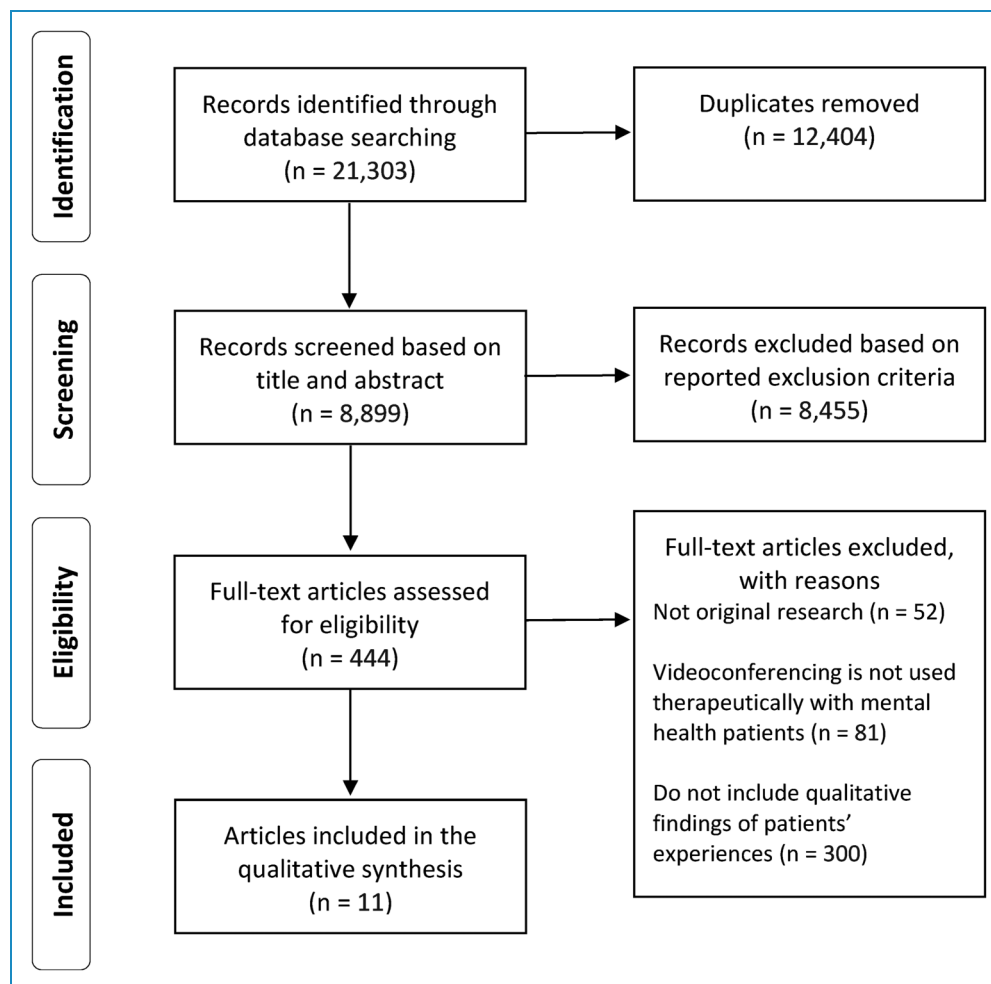 Identification
Records identified through
database searching
(n = 21,303)
Duplicates removed
(n = 12,404)
Screening
Records screened based on
title and abstract
(n = 8,899)
Records excluded based on
reported exclusion criteria
(n = 8,455)
Eligibility
Full-text articles assessed
for eligibility
(n = 444)
Full-text articles excluded,
with reasons
Not original research (n = 52)
Videoconferencing is not used
therapeutically with mental
health patients (n = 81)
Do not include qualitative
findings of patients’
experiences (n = 300)
Included
Articles included in the
qualitative synthesis
(n = 11)